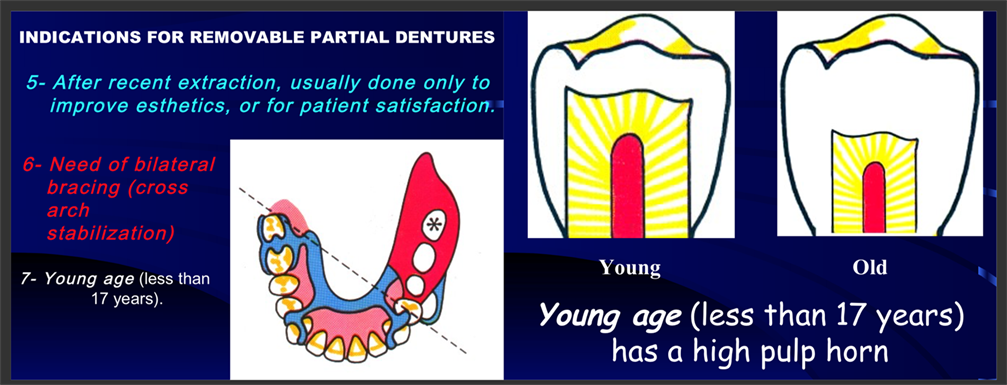 INDICATIONS FOR REMOVABLE PARTIAL DENTURES
5- After recent extraction, usually done only to
improve esthetics, or for patient satisfaction.
6- Need of bilateral
bracing (cross
arch
stabilization)
7- Young age (less than
17 years).
*
Young
Old
Young age (less than 17 years)
has a high pulp horn